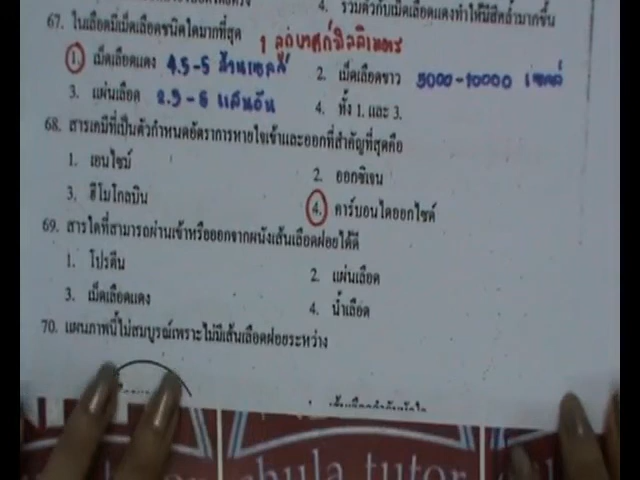 4. รวมตัวกับเม็ดเลือดแดงทำให้มีสีคล้ำมากขึ้น
67. ในเลือดมีเม็ดเลือดชนิดใดมากที่สุด 1 ลูกบาศก์มิลลิเมตร
1. เม็ดเลือดแดง 4.5-5 ล้านเซลล์ 2. เม็ดเลือดขาว 5000-10000 เซลล์
3. แผ่นเลือด 2.5-5 แสนอัน 4. ทั้ง 1. และ 3.
68. สารเคมีที่เป็นตัวกำหนดอัตราการหายใจเข้าและออกที่สำคัญที่สุดคือ
1. เอนไซม์ 2. ออกซิเจน
3. ฮีโมโกลบิน 4. คาร์บอนไดออกไซด์
69. สารใดที่สามารถผ่านเข้าหรือออกจากผนังเส้นเลือดฝอยได้ดี
1. โปรตีน 2. แผ่นเลือด
3. เม็ดเลือดแดง 4. น้ำเลือด
70. แผนภาพนี้ไม่สมบูรณ์เพราะไม่มีเส้นเลือดฝอยระหว่าง
chula tutor